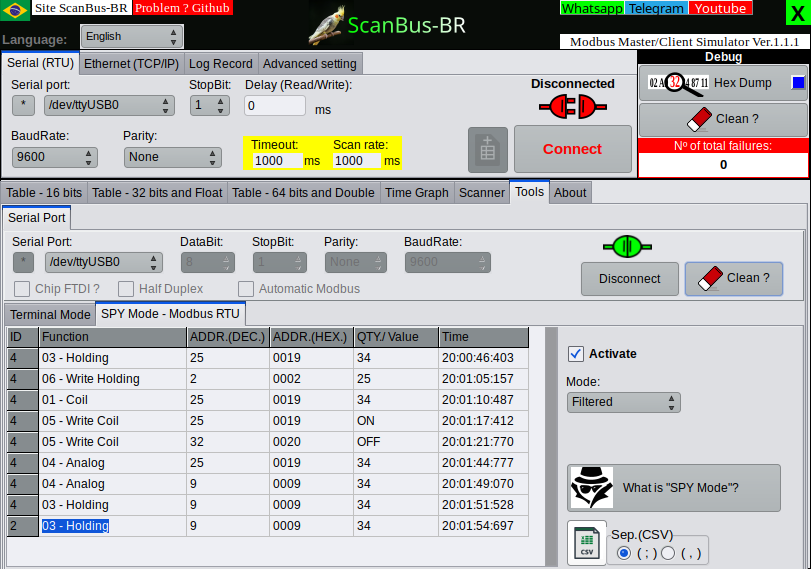 Site ScanBus-BR Problem ? Github
Whatsapp Telegram Youtube
X
Language: English
ScanBus-BR
Modbus Master/Client Simulator Ver.1.1.1
Serial (RTU) Ethernet (TCP/IP) Log Record Advanced setting
Debug
Serial port: StopBit: Delay (Read/Write):
* /dev/ttyUSB0 1 0 ms
Disconnected
Hex Dump
Clean ?
BaudRate: Parity:
9600 None
Timeout: Scan rate:
1000 ms 1000 ms
Connect
Nº of total failures:
0
Table - 16 bits Table - 32 bits and Float Table - 64 bits and Double Time Graph Scanner Tools About
Serial Port
Serial Port: DataBit: StopBit: Parity: BaudRate:
* /dev/ttyUSB0 8 1 None 9600
Disconnect Clean ?
Chip FTDI ? Half Duplex Automatic Modbus
Terminal Mode SPY Mode - Modbus RTU
ID Function ADDR.(DEC.) ADDR.(HEX.) QTY./ Value Time
4 03 - Holding 25 0019 34 20:00:46:403
4 06 - Write Holding 2 0002 25 20:01:05:157
4 01 - Coil 25 0019 34 20:01:10:487
4 05 - Write Coil 25 0019 ON 20:01:17:412
4 05 - Write Coil 32 0020 OFF 20:01:21:770
4 04 - Analog 25 0019 34 20:01:44:777
4 04 - Analog 9 0009 34 20:01:49:070
4 03 - Holding 9 0009 34 20:01:51:528
2 03 - Holding 9 0009 34 20:01:54:697
Activate
Mode:
Filtered
What is "SPY Mode"?
CSV
Sep.(CSV)
( ; ) ( , )